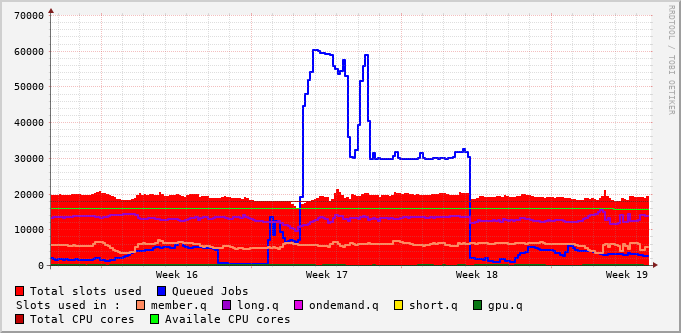 70000
60000
50000
40000
30000
20000
10000
0
Week 16 Week 17 Week 18 Week 19
Total slots used Queued Jobs
Slots used in : member.q long.q ondemand.q short.q gpu.q
Total CPU cores Availale CPU cores
RRDTOOL / TOBI OETIKER